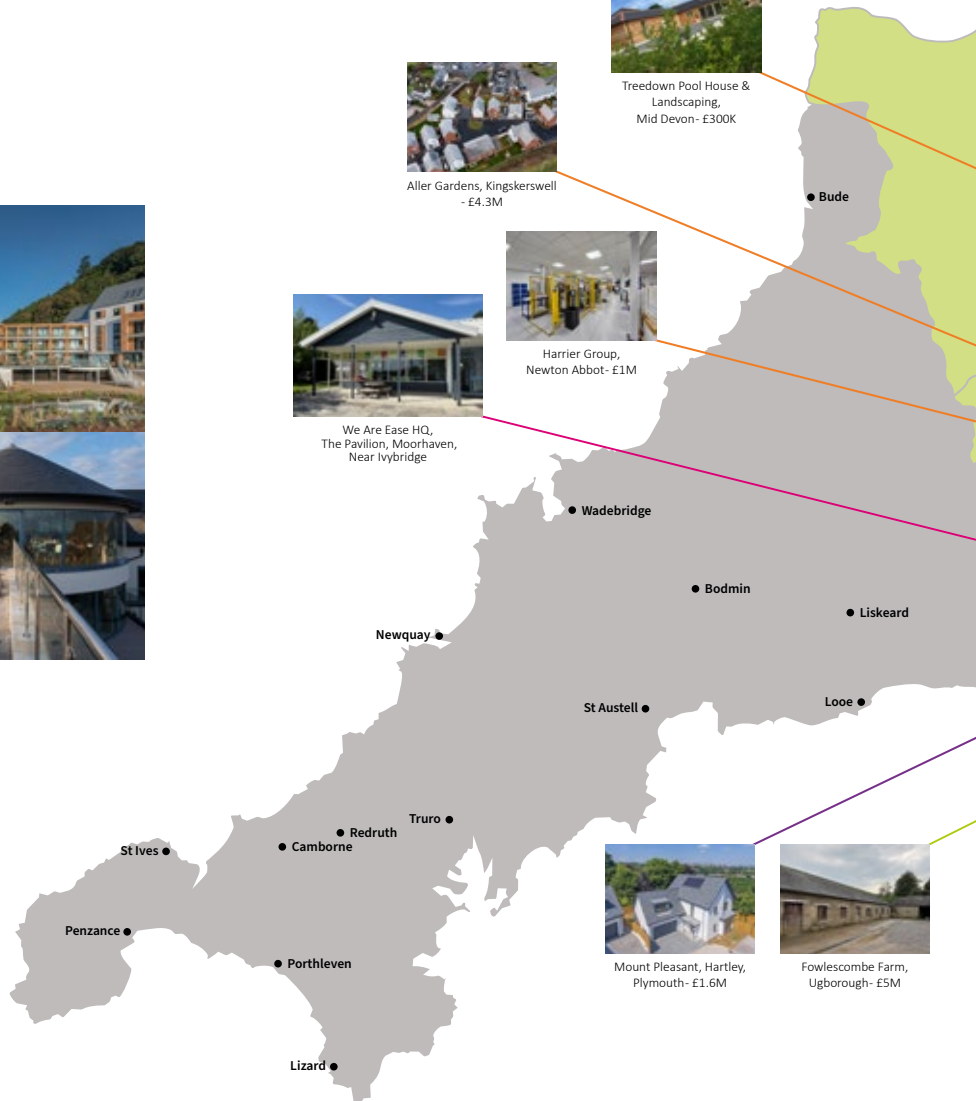 Treedown Pool House &
Landscaping,
Mid Devon - £300K
Aller Gardens, Kingskerswell
- £4.3M
Bude
Harrier Group,
Newton Abbot - £1M
We Are Ease HQ,
The Pavilion, Moorhaven,
Near Ivybridge
Wadebridge
Bodmin
Liskeard
Newquay
Looe
St Austell
Truro
Redruth
Camborne
St Ives
Penzance
Porthleven
Mount Pleasant, Hartley,
Plymouth - £1.6M
Fowlescombe Farm,
Ugborough - £5M
Lizard